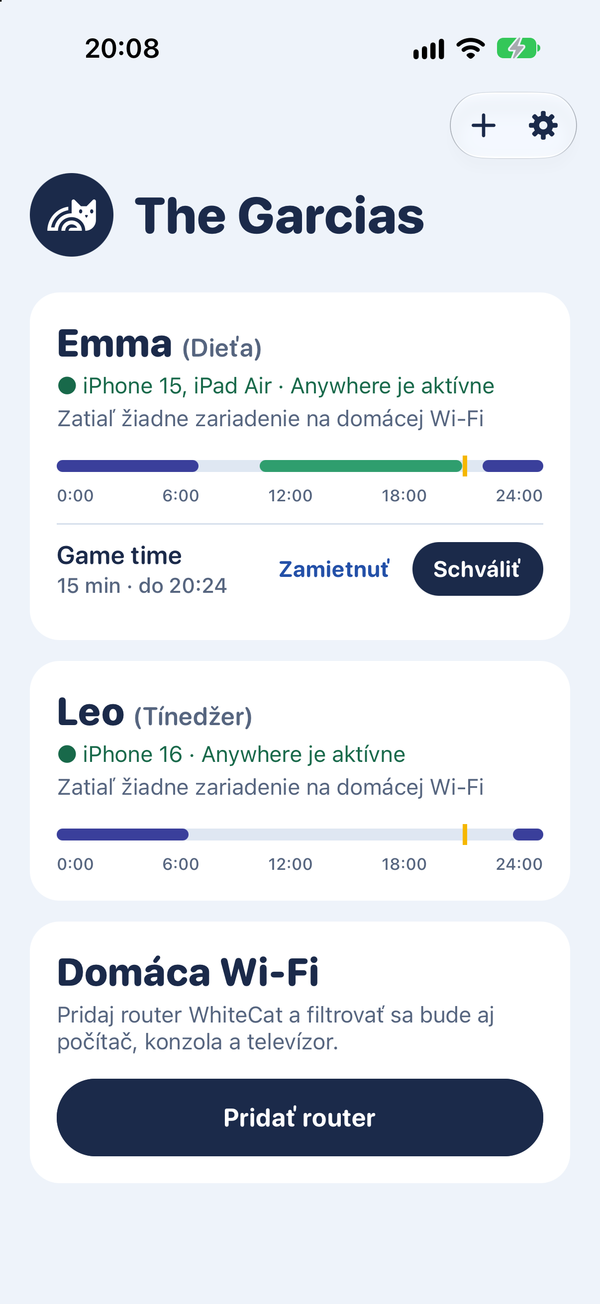 20:08
The Garcias
Emma (Dieťa)
iPhone 15, iPad Air · Anywhere je aktívne
Zatiaľ žiadne zariadenie na domácej Wi-Fi
0:00 6:00 12:00 18:00 24:00
Game time
15 min · do 20:24
Zamietnuť
Schváliť
Leo (Tínedžer)
iPhone 16 · Anywhere je aktívne
Zatiaľ žiadne zariadenie na domácej Wi-Fi
0:00 6:00 12:00 18:00 24:00
Domáca Wi-Fi
Pridaj router WhiteCat a filtrovať sa bude aj
počítač, konzola a televízor.
Pridať router